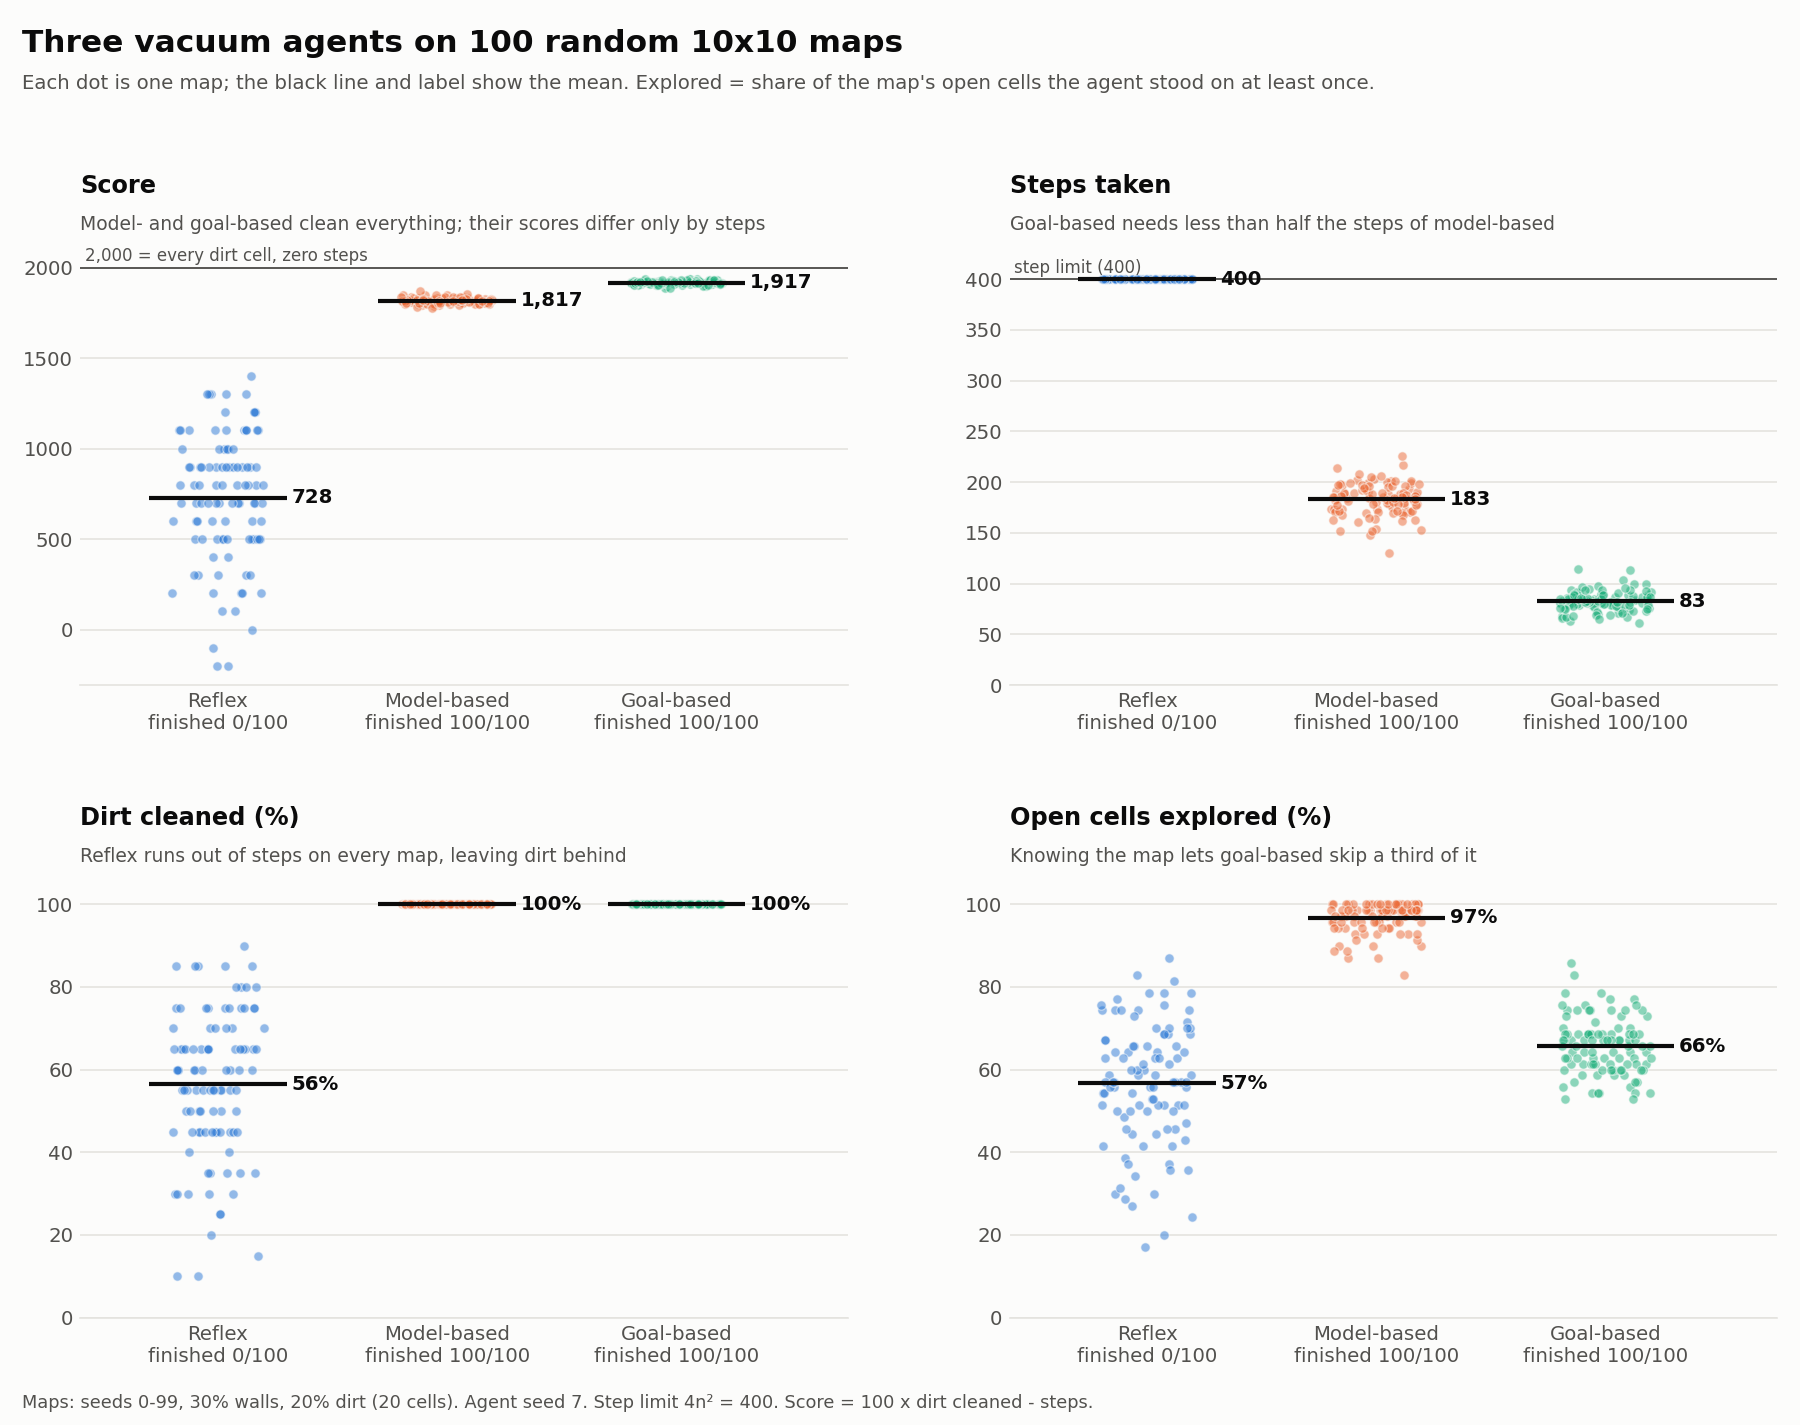 Three vacuum agents on 100 random 10x10 maps
Each dot is one map; the black line and label show the mean. Explored = share of the map's open cells the agent stood on at least once.
Score
Model- and goal-based clean everything; their scores differ only by steps
2,000 = every dirt cell, zero steps
2000
1500
1000
500
0
728
1,817
1,917
Reflex
finished 0/100
Model-based
finished 100/100
Goal-based
finished 100/100
Steps taken
Goal-based needs less than half the steps of model-based
step limit (400)
400
350
300
250
200
150
100
50
0
400
183
83
Reflex
finished 0/100
Model-based
finished 100/100
Goal-based
finished 100/100
Dirt cleaned (%)
Reflex runs out of steps on every map, leaving dirt behind
100
80
60
40
20
0
56%
100%
100%
Reflex
finished 0/100
Model-based
finished 100/100
Goal-based
finished 100/100
Open cells explored (%)
Knowing the map lets goal-based skip a third of it
100
80
60
40
20
0
57%
97%
66%
Reflex
finished 0/100
Model-based
finished 100/100
Goal-based
finished 100/100
Maps: seeds 0-99, 30% walls, 20% dirt (20 cells). Agent seed 7. Step limit 4n² = 400. Score = 100 x dirt cleaned - steps.